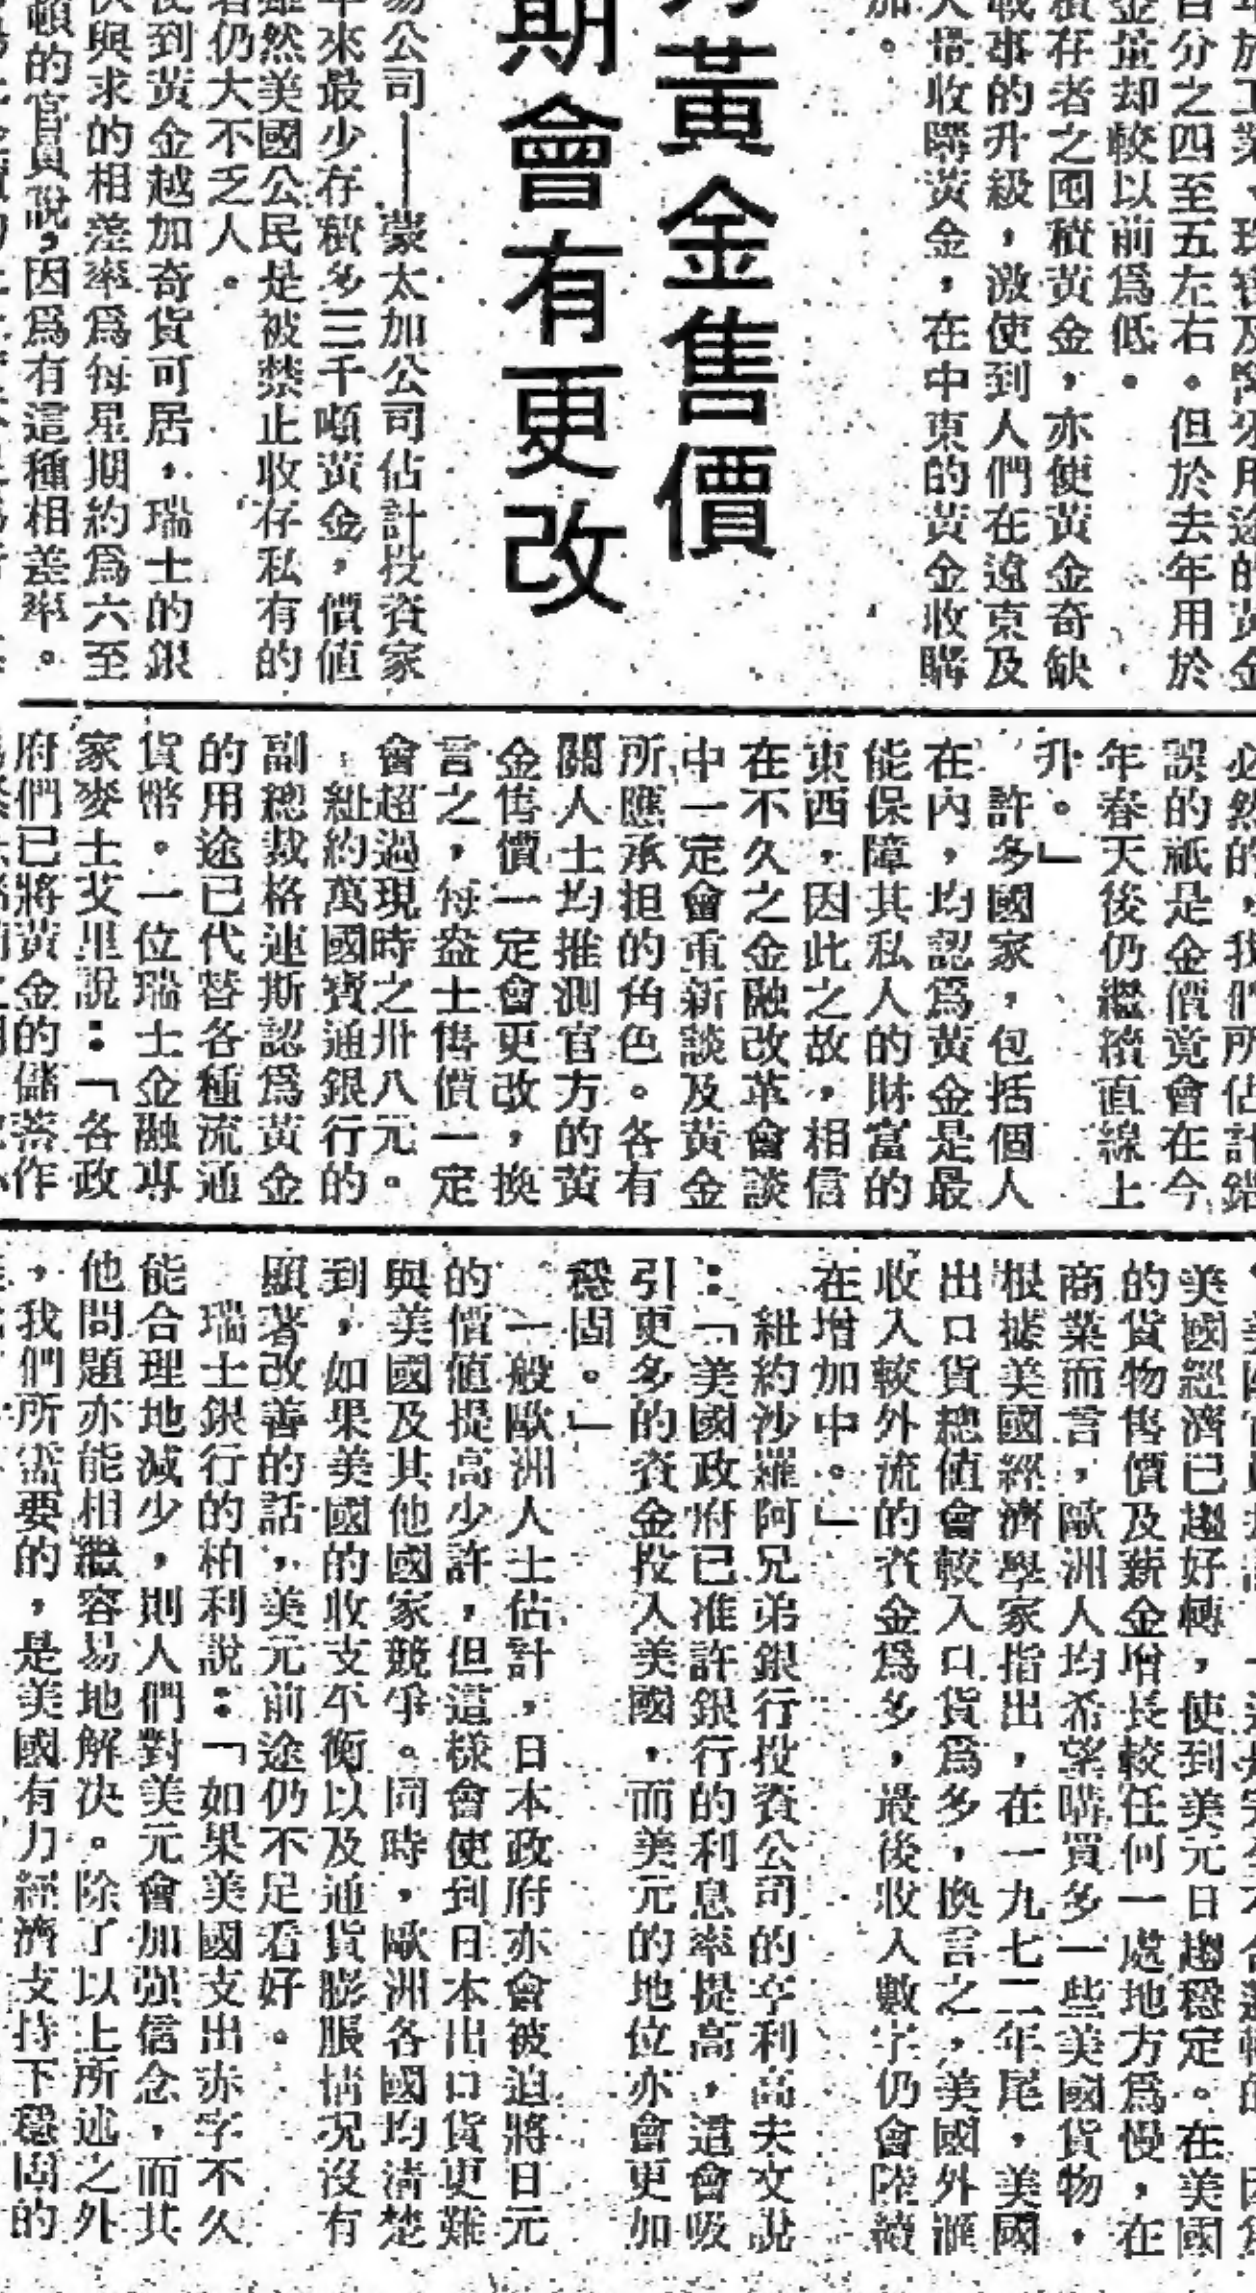 百分之四至五左右。但於去年用於
金量却較以前爲低。
積存者之囤積黃金，亦使黃金奇缺
戰事的升級，激使到人們在遠東及
大量收購黃金，在中東的黃金收購
加。
方黃金售價
期會有更改
易公司——蒙太加公司佔計投資家
年來最少存積多三千噸黃金，價値
雖然美國公民是被禁止收存私有的
者仍大不乏人。
使到黃金越加奇貨可居，瑞士的銀
供與求的相差率爲每星期約爲六至
頓的官員說，因爲有這種相差率。
必然的，我們所佔計錯
誤的祇是金價竟會在今
年春天後仍繼續直線上
升。」
許多國家，包括個人
在內，均認爲黃金是最
能保障其私人的財富的
東西，因此之故，相信
在不久之金融改革會談
中一定會重新談及黃金
所應承担的角色。各有
關人士均推測官方的黃
金售價一定會更改，換
言之，每盎士售價一定
會超過現時之卅八元。
紐約萬國寶通銀行的
副總裁格連斯認爲黃金
的用途已代替各種流通
貨幣。一位瑞士金融專
家麥士艾里說：「各政
府們已將黃金的儲蓄作
美國經濟已趨好轉，使到美元日趨穩定。在美國
的貨物售價及薪金增長較任何一處地方爲慢，在
商業而言，歐洲人均希望購買多一些美國貨物，
根據美國經濟學家指出，在一九七二年尾，美國
出口貨總值會較入口貨爲多，換言之，美國外滙
收入較外流的資金爲多，最後收入數字仍會陸續
在增加中。」
紐約沙羅阿兄弟銀行投資公司的亨利高夫文說
：「美國政府已准許銀行的利息率提高，這會吸
引更多的資金投入美國，而美元的地位亦會更加
穩固。」
一般歐洲人士佔計，日本政府亦會被迫將日元
的價値提高少許，但這樣會使到日本出口貨更難
與美國及其他國家競爭。同時，歐洲各國均淸楚
到，如果美國的收支平衡以及通貨膨脹情況沒有
顯著改善的話，美元前途仍不足看好。
瑞士銀行的柏利說：「如果美國支出赤字不久
能合理地減少，則人們對美元會加强信念，而其
他問題亦能相繼容易地解决。除了以上所述之外
，我們所需要的，是美國有力經濟支持下穩固的